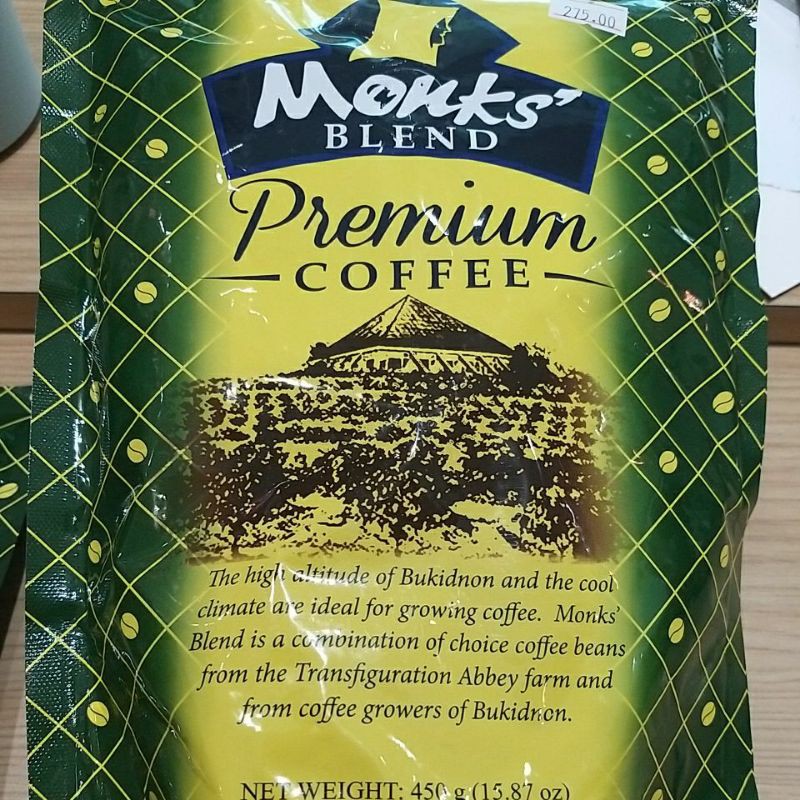 275.00
Monks'
BLEND
Premium
COFFEE
The high altitude of Bukidnon and the cool
climate are ideal for growing coffee. Monks'
Blend is a combination of choice coffee beans
from the Transfiguration Abbey farm and
from coffee growers of Bukidnon.
NET WEIGHT: 450 g (15.87 oz)